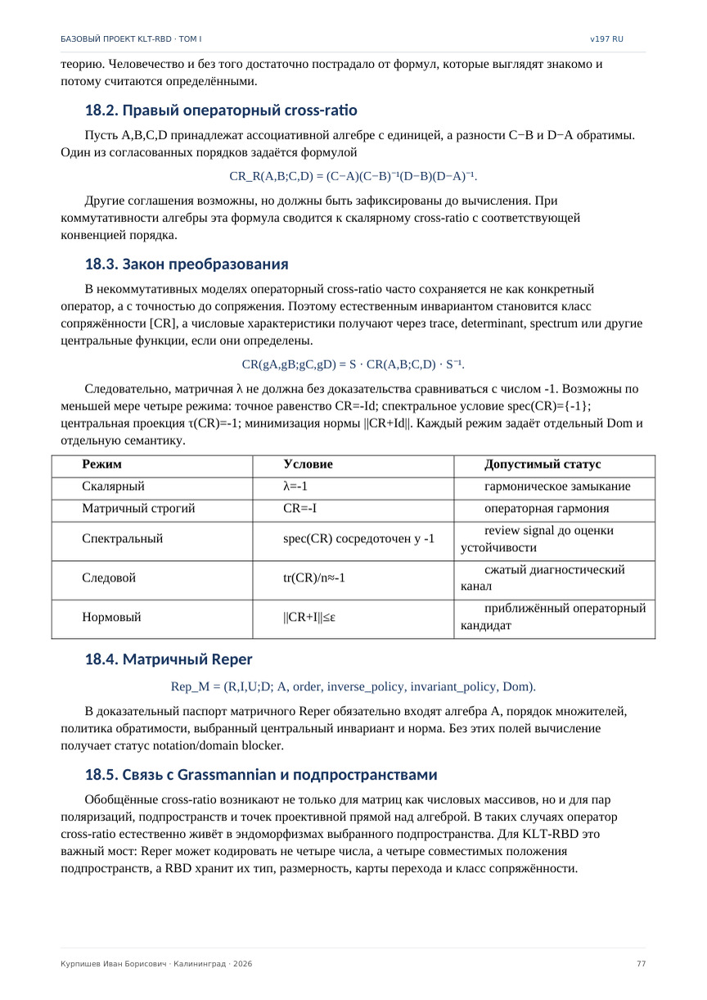 БАЗОВЫЙ ПРОЕКТ KLT-RBD · ТОМ I
v197 RU
теорию. Человечество и без того достаточно пострадало от формул, которые выглядят знакомо и
потому считаются определёнными.
18.2. Правый операторный cross-ratio
Пусть A,B,C,D принадлежат ассоциативной алгебре с единицей, а разности C−B и D−A обратимы.
Один из согласованных порядков задаётся формулой
CR_R(A,B;C,D) = (C−A)(C−B)⁻¹(D−B)(D−A)⁻¹.
Другие соглашения возможны, но должны быть зафиксированы до вычисления. При
коммутативности алгебры эта формула сводится к скалярному cross-ratio с соответствующей
конвенцией порядка.
18.3. Закон преобразования
В некоммутативных моделях операторный cross-ratio часто сохраняется не как конкретный
оператор, а с точностью до сопряжения. Поэтому естественным инвариантом становится класс
сопряжённости [CR], а числовые характеристики получают через trace, determinant, spectrum или другие
центральные функции, если они определены.
CR(gA,gB;gC,gD) = S · CR(A,B;C,D) · S⁻¹.
Следовательно, матричная λ не должна без доказательства сравниваться с числом -1. Возможны по
меньшей мере четыре режима: точное равенство CR=-Id; спектральное условие spec(CR)={-1};
центральная проекция τ(CR)=-1; минимизация нормы ||CR+Id||. Каждый режим задаёт отдельный Dom и
отдельную семантику.
Режим
Условие
Допустимый статус
Скалярный
λ=-1
гармоническое замыкание
Матричный строгий
CR=-I
операторная гармония
Спектральный
spec(CR) сосредоточен у -1
review signal до оценки
устойчивости
Следовой
tr(CR)/n≈-1
сжатый диагностический
канал
Нормовый
||CR+I||≤ε
приближённый операторный
кандидат
18.4. Матричный Reper
Rep_M = (R,I,U;D; A, order, inverse_policy, invariant_policy, Dom).
В доказательный паспорт матричного Reper обязательно входят алгебра A, порядок множителей,
политика обратимости, выбранный центральный инвариант и норма. Без этих полей вычисление
получает статус notation/domain blocker.
18.5. Связь с Grassmannian и подпространствами
Обобщённые cross-ratio возникают не только для матриц как числовых массивов, но и для пар
поляризаций, подпространств и точек проективной прямой над алгеброй. В таких случаях оператор
cross-ratio естественно живёт в эндоморфизмах выбранного подпространства. Для KLT-RBD это
важный мост: Reper может кодировать не четыре числа, а четыре совместимых положения
подпространств, а RBD хранит их тип, размерность, карты перехода и класс сопряжённости.
Курпишев Иван Борисович · Калининград · 2026
77